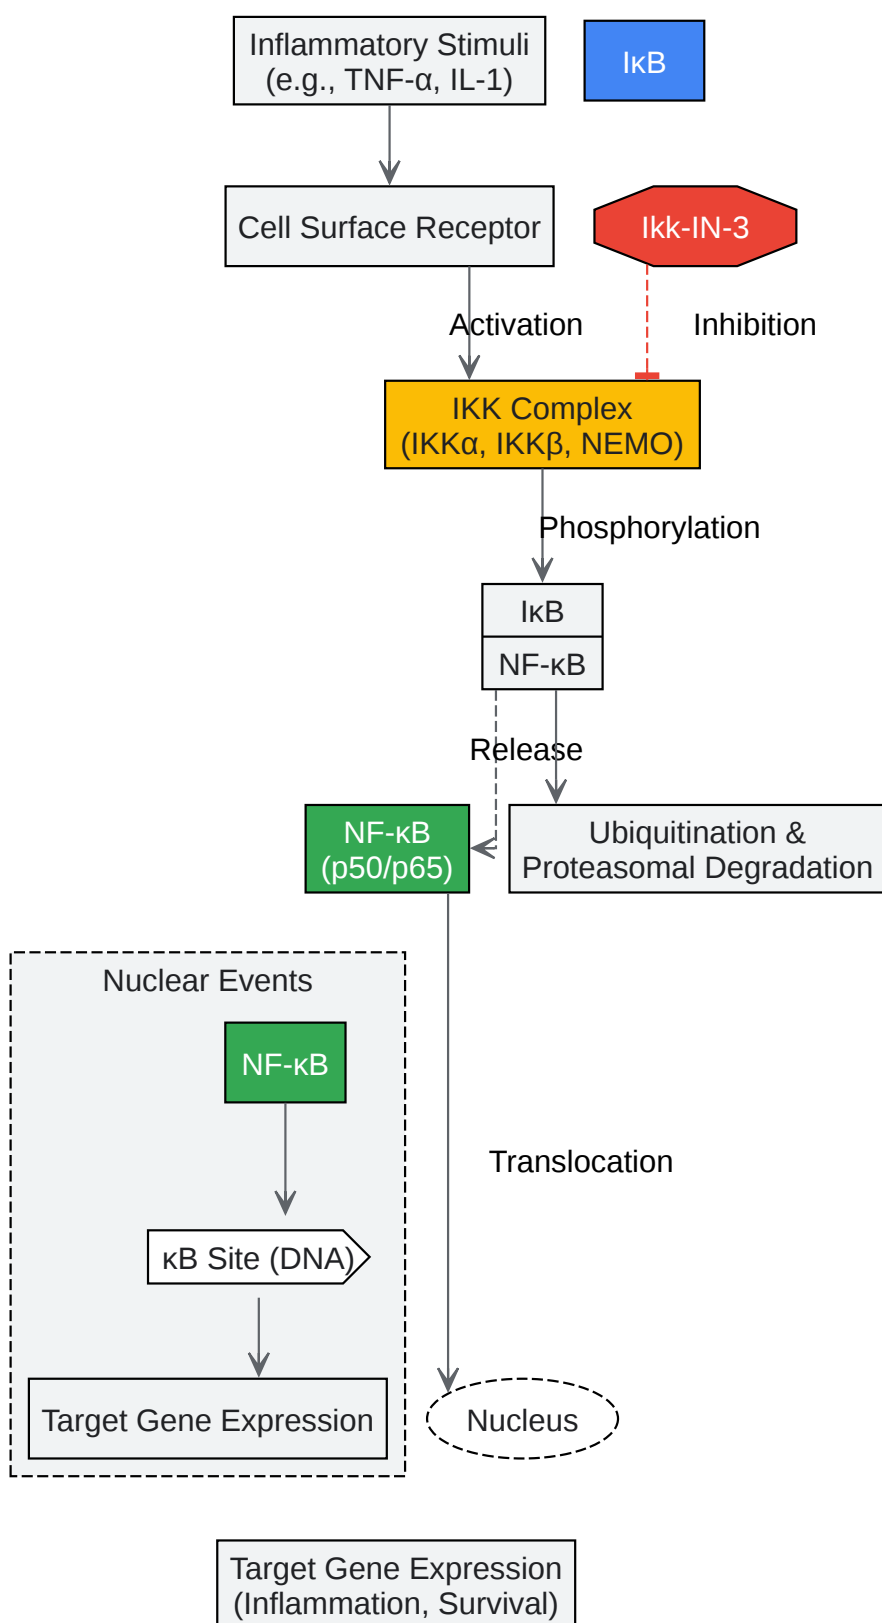 Inflammatory Stimuli
(e.g., TNF-α, IL-1)
IκB
Cell Surface Receptor
Ikk-IN-3
Activation
Inhibition
IKK Complex
(IKKα, IKKβ, NEMO)
Phosphorylation
IκB
NF-κB
Release
NF-κB
(p50/p65)
Ubiquitination &
Proteasomal Degradation
Nuclear Events
NF-κB
Translocation
κB Site (DNA)
Target Gene Expression
Nucleus
Target Gene Expression
(Inflammation, Survival)